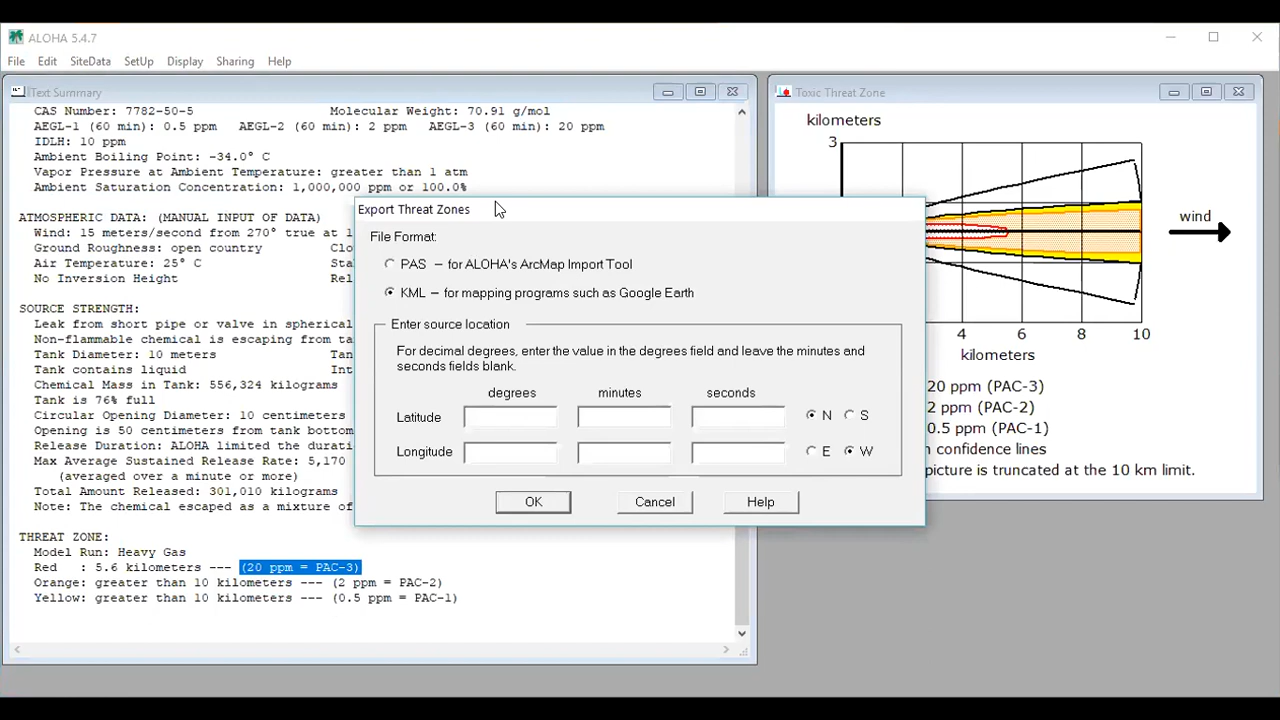 ALOHA 5.4.7
File Edit SiteData SetUp Display Sharing Help
Text Summary
CAS Number: 7782-50-5 Molecular Weight: 70.91 g/mol
AEGL-1 (60 min): 0.5 ppm AEGL-2 (60 min): 2 ppm AEGL-3 (60 min): 20 ppm
IDLH: 10 ppm
Ambient Boiling Point: -34.0° C
Vapor Pressure at Ambient Temperature: greater than 1 atm
Ambient Saturation Concentration: 1,000,000 ppm or 100.0%
ATMOSPHERIC DATA: (MANUAL INPUT OF DATA)
Wind: 15 meters/second from 270° true at
Ground Roughness: open country
Air Temperature: 25° C
No Inversion Height
SOURCE STRENGTH:
Leak from short pipe or valve in spherical
Non-flammable chemical is escaping from
Tank Diameter: 10 meters
Tank contains liquid
Chemical Mass in Tank: 556,324 kilograms
Tank is 76% full
Circular Opening Diameter: 10 centimeters
Opening is 50 centimeters from tank bottom
Release Duration: ALOHA limited the
Max Average Sustained Release Rate: 5,170
(averaged over a minute or more)
Total Amount Released: 301,010 kilograms
Note: The chemical escaped as a mixture of
THREAT ZONE:
Model Run: Heavy Gas
Red : 5.6 kilometers --- (20 ppm = PAC-3)
Orange: greater than 10 kilometers --- (2 ppm = PAC-2)
Yellow: greater than 10 kilometers --- (0.5 ppm = PAC-1)
Export Threat Zones
File Format:
PAS – for ALOHA's ArcMap Import Tool
KML – for mapping programs such as Google Earth
Enter source location
For decimal degrees, enter the value in the degrees field and leave the minutes and
seconds fields blank.
degrees minutes seconds
Latitude N S
Longitude E W
OK Cancel Help
Toxic Threat Zone
kilometers
3
wind
4 6 8 10
kilometers
20 ppm (PAC-3)
2 ppm (PAC-2)
0.5 ppm (PAC-1)
confidence lines
picture is truncated at the 10 km limit.